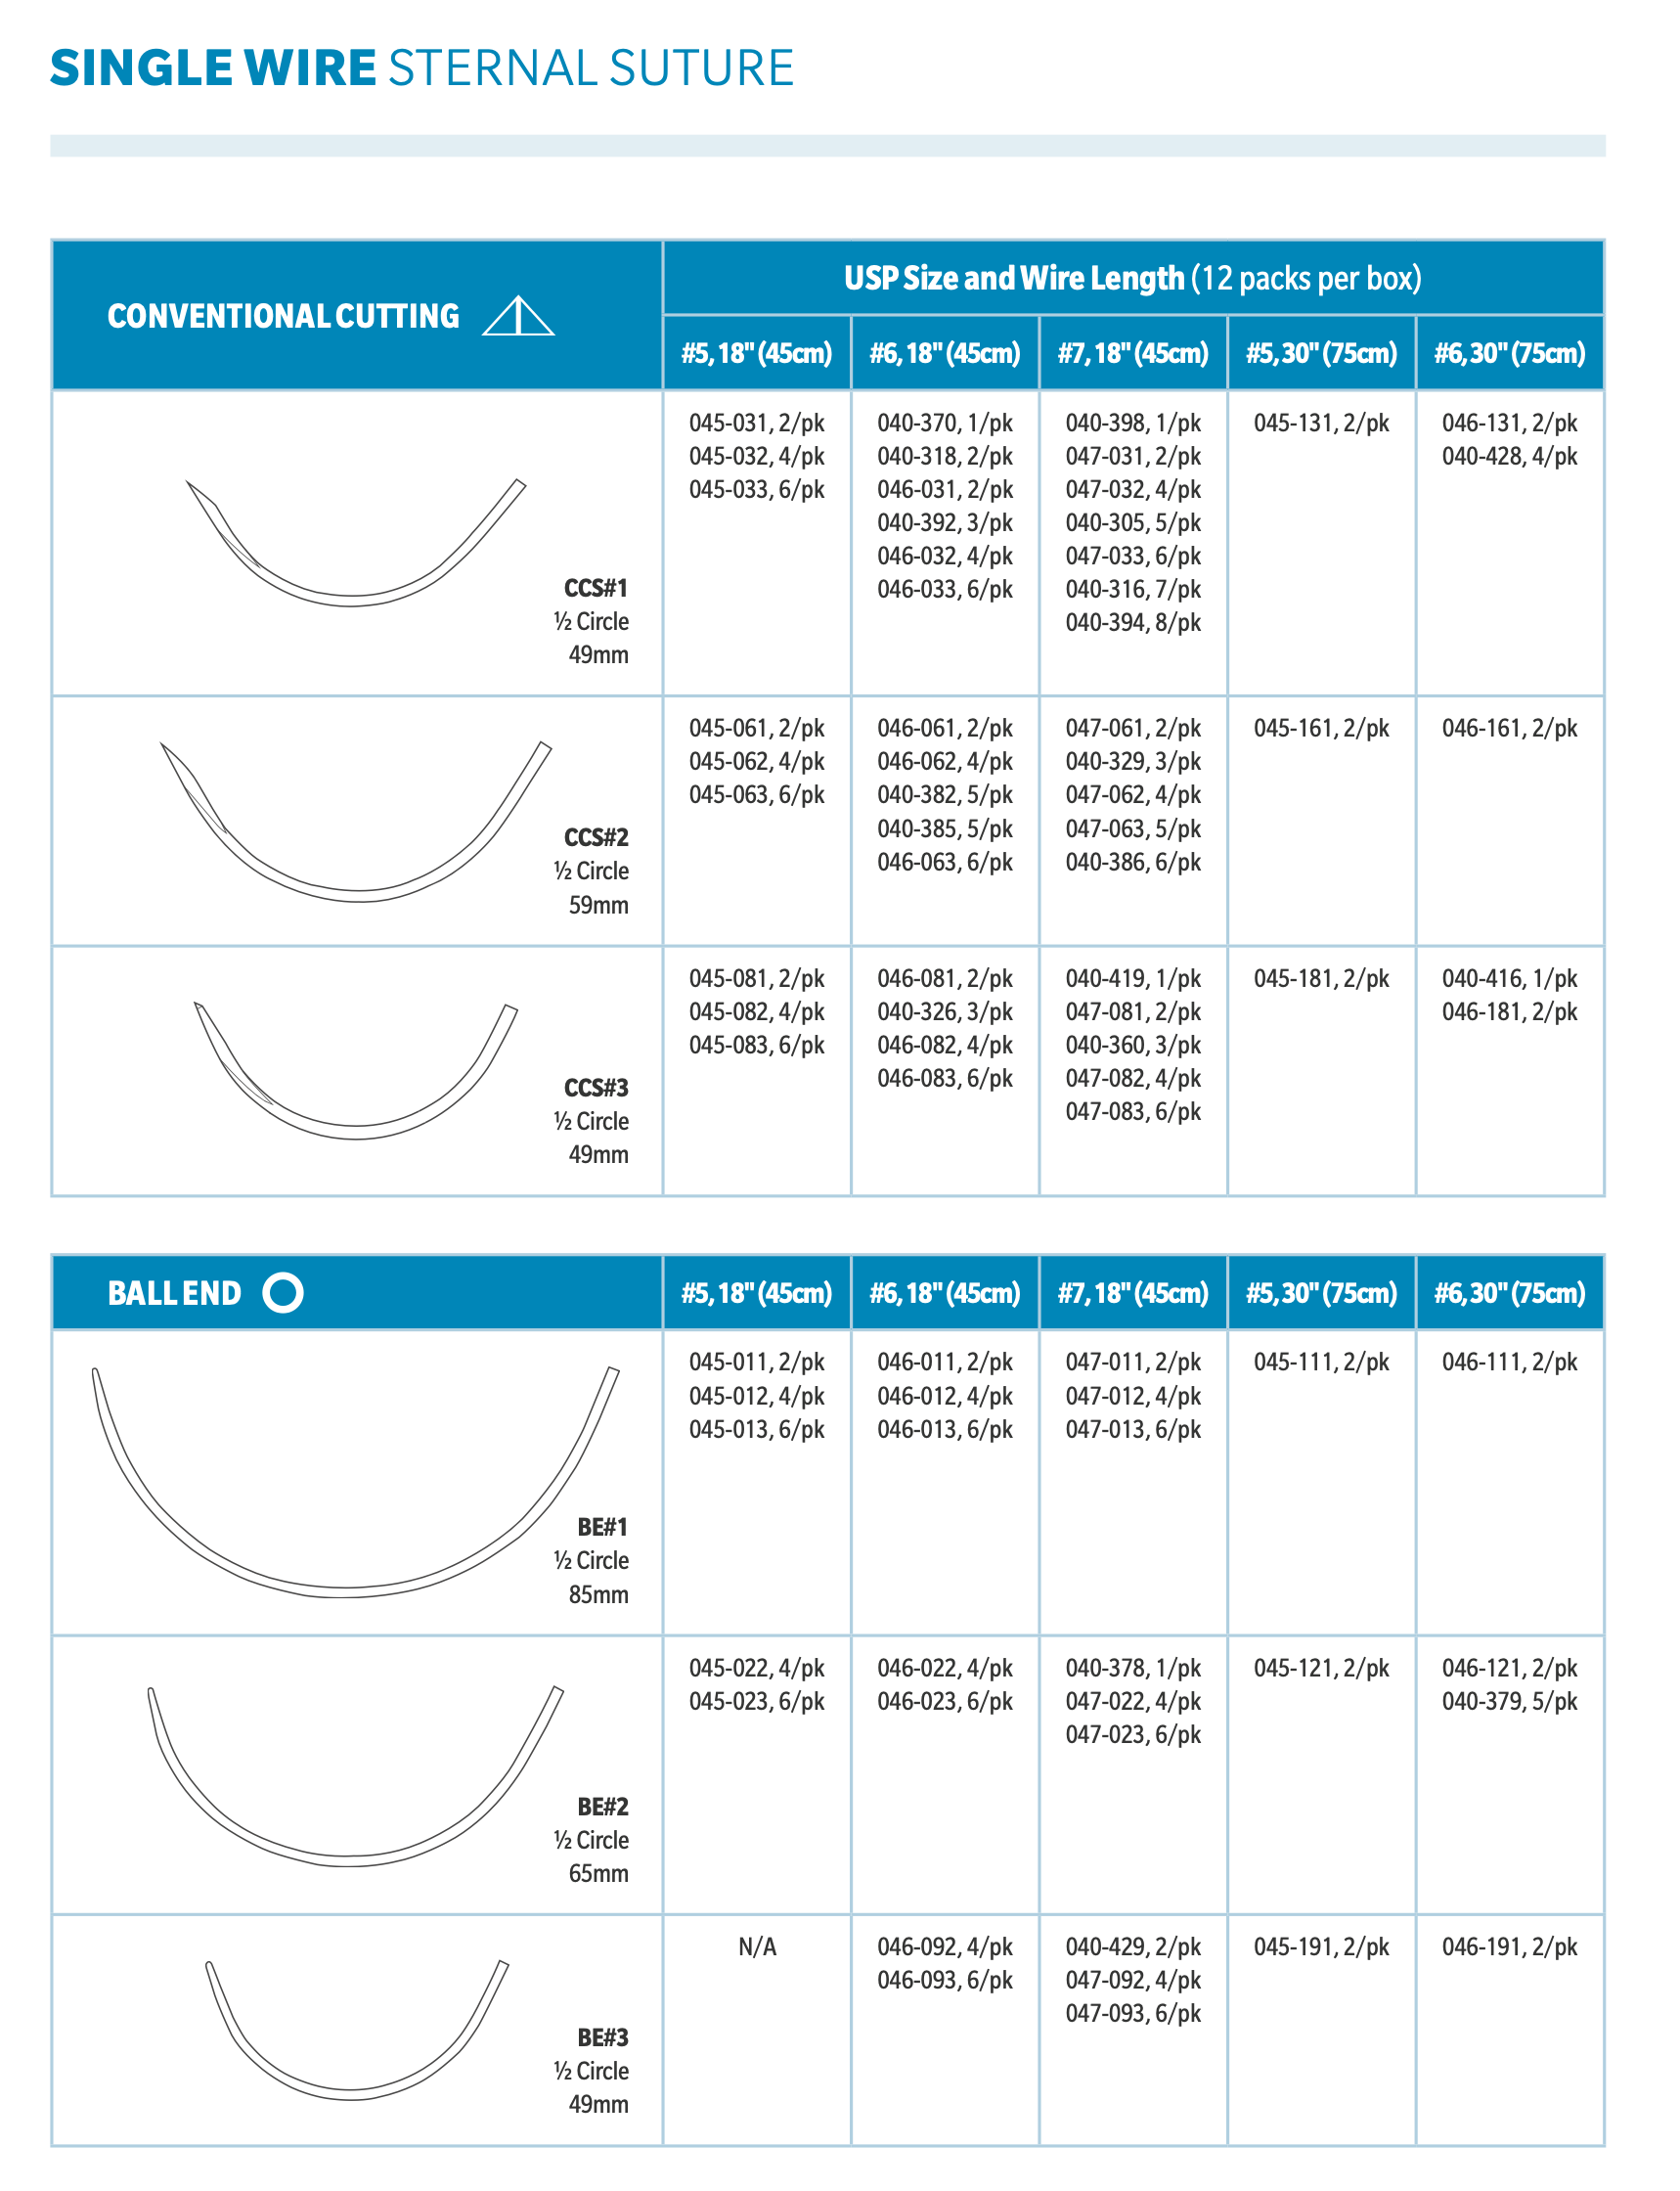 SINGLE WIRE STERNAL SUTURE
CONVENTIONAL CUTTING
USP Size and Wire Length (12 packs per box)
#5, 18" (45cm) #6, 18" (45cm) #7, 18" (45cm) #5, 30" (75cm) #6, 30" (75cm)
CCS#1
½ Circle
49mm
045-031, 2/pk
045-032, 4/pk
045-033, 6/pk
040-370, 1/pk
040-318, 2/pk
046-031, 2/pk
040-392, 3/pk
046-032, 4/pk
046-033, 6/pk
040-398, 1/pk
047-031, 2/pk
047-032, 4/pk
040-305, 5/pk
047-033, 6/pk
040-316, 7/pk
040-394, 8/pk
045-131, 2/pk
046-131, 2/pk
040-428, 4/pk
CCS#2
½ Circle
59mm
045-061, 2/pk
045-062, 4/pk
045-063, 6/pk
046-061, 2/pk
046-062, 4/pk
040-382, 5/pk
040-385, 5/pk
046-063, 6/pk
047-061, 2/pk
040-329, 3/pk
047-062, 4/pk
047-063, 5/pk
040-386, 6/pk
045-161, 2/pk
046-161, 2/pk
CCS#3
½ Circle
49mm
045-081, 2/pk
045-082, 4/pk
045-083, 6/pk
046-081, 2/pk
040-326, 3/pk
046-082, 4/pk
046-083, 6/pk
040-419, 1/pk
047-081, 2/pk
040-360, 3/pk
047-082, 4/pk
047-083, 6/pk
045-181, 2/pk
040-416, 1/pk
046-181, 2/pk
BALL END
#5, 18" (45cm) #6, 18" (45cm) #7, 18" (45cm) #5, 30" (75cm) #6, 30" (75cm)
BE#1
½ Circle
85mm
045-011, 2/pk
045-012, 4/pk
045-013, 6/pk
046-011, 2/pk
046-012, 4/pk
046-013, 6/pk
047-011, 2/pk
047-012, 4/pk
047-013, 6/pk
045-111, 2/pk
046-111, 2/pk
BE#2
½ Circle
65mm
045-022, 4/pk
045-023, 6/pk
046-022, 4/pk
046-023, 6/pk
040-378, 1/pk
047-022, 4/pk
047-023, 6/pk
045-121, 2/pk
046-121, 2/pk
040-379, 5/pk
BE#3
½ Circle
49mm
N/A
046-092, 4/pk
046-093, 6/pk
040-429, 2/pk
047-092, 4/pk
047-093, 6/pk
045-191, 2/pk
046-191, 2/pk